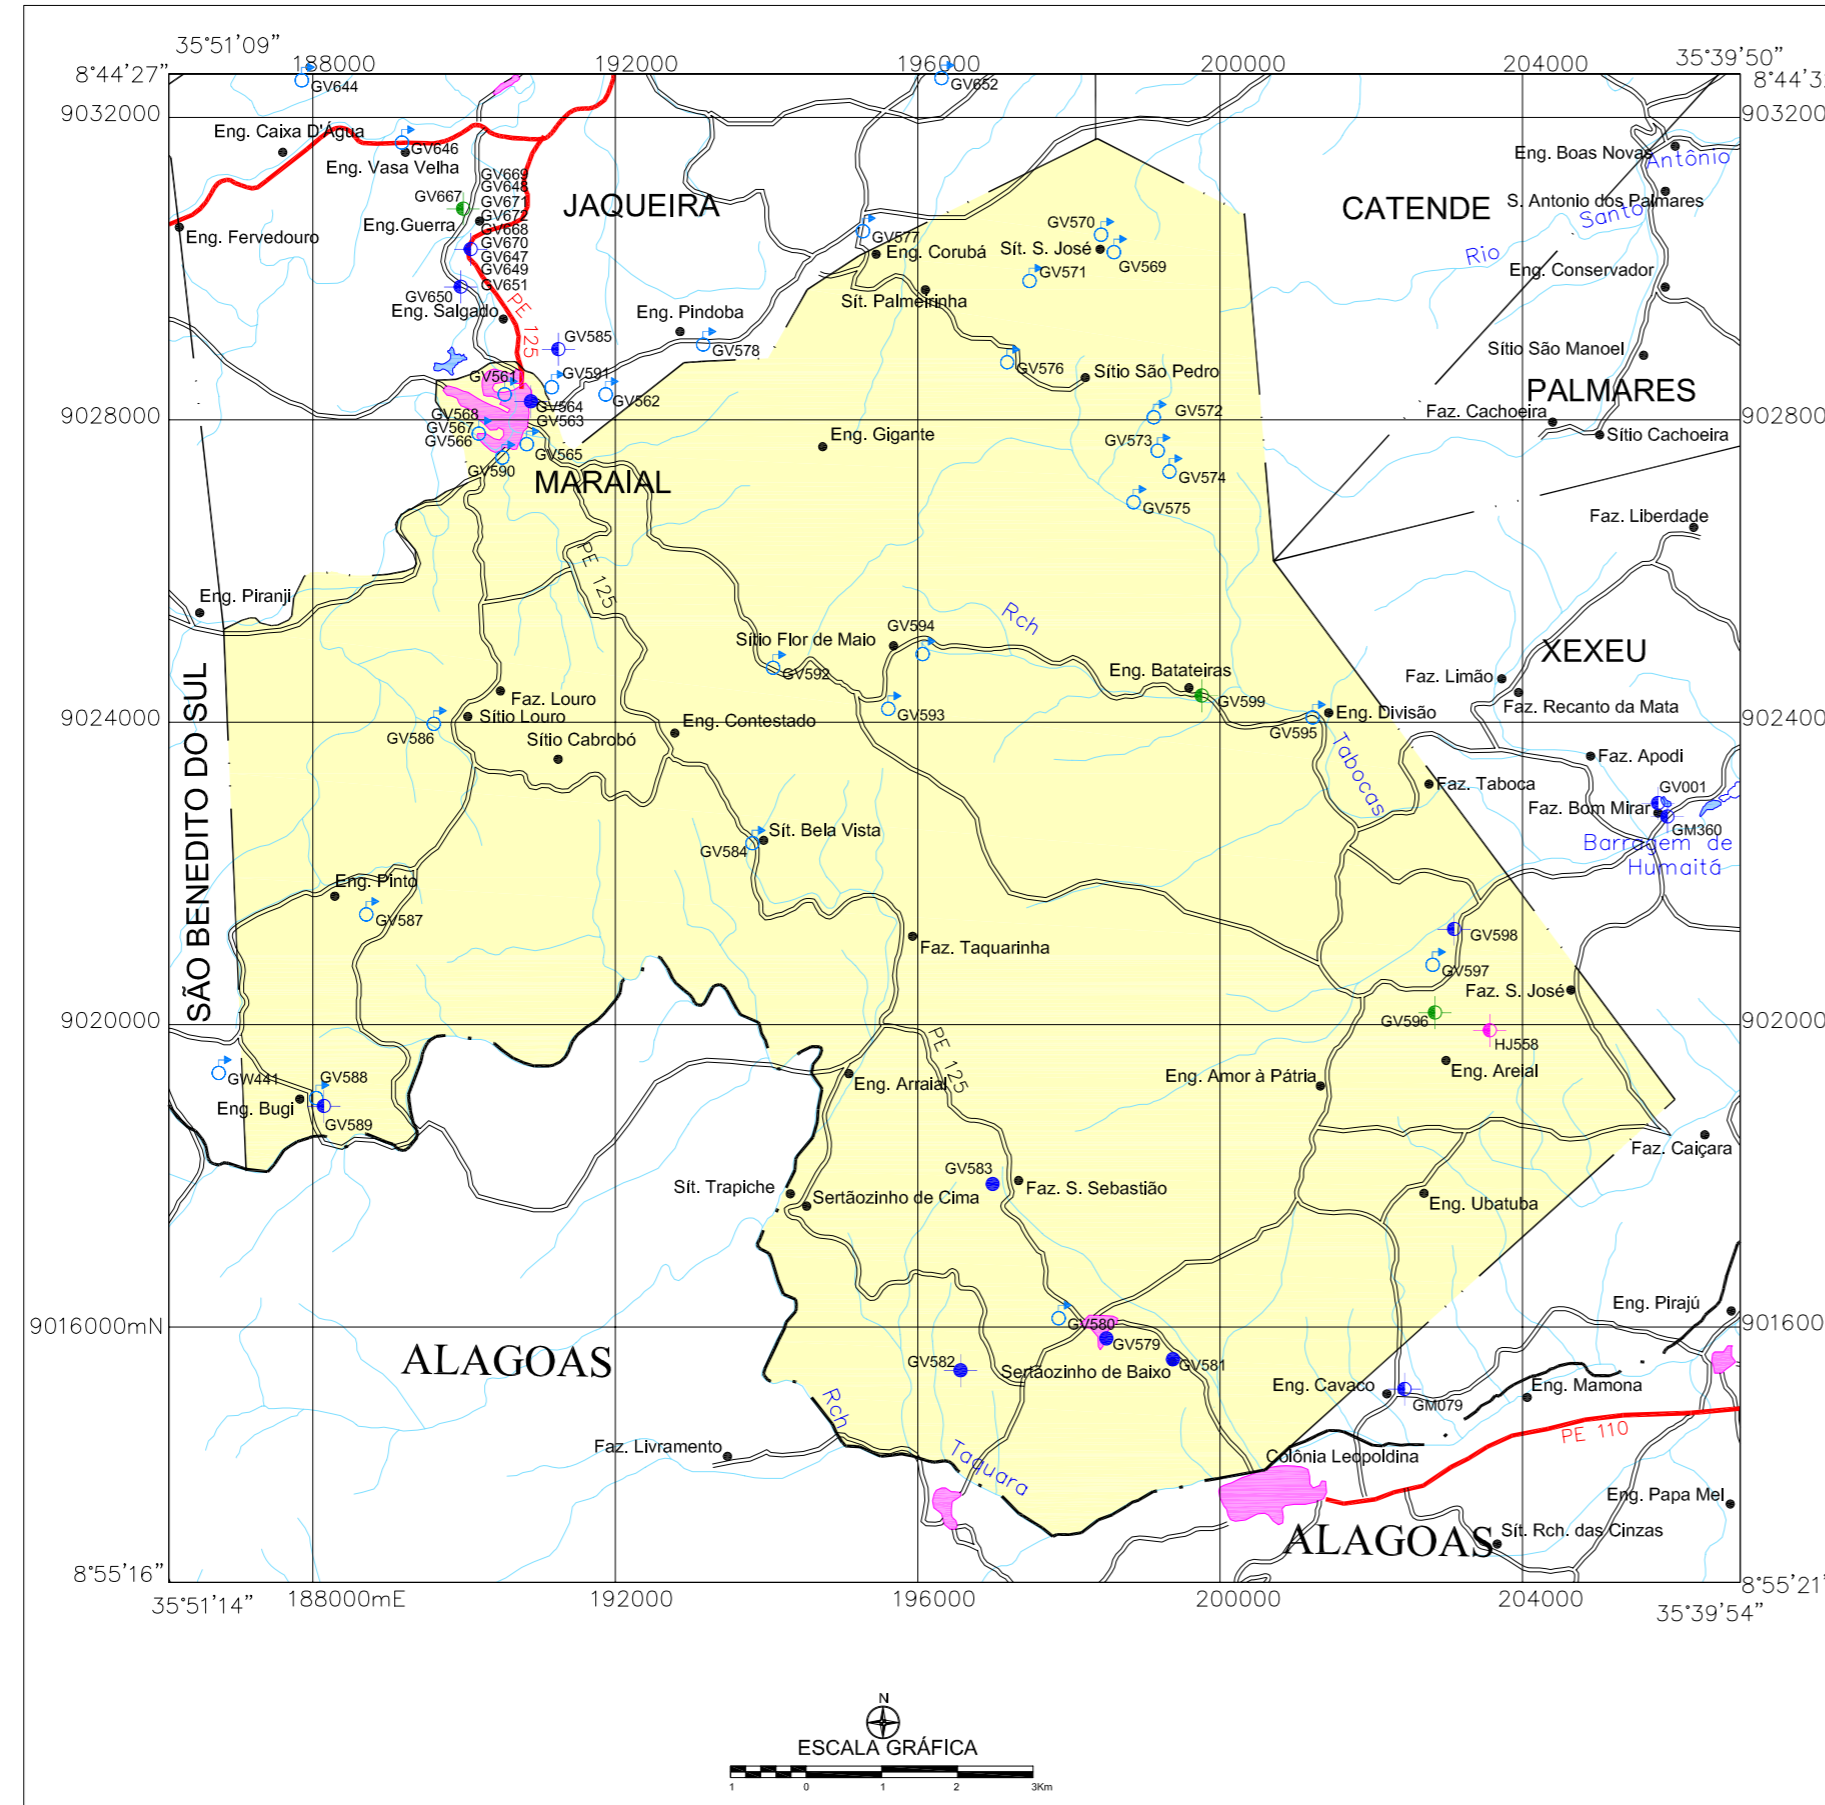 35°51'09"
35°39'50"
8°44'27"
188000
192000
196000
200000
204000
8°44'3
GV644
GV652
9032000
9032000
Eng. Caixa D'Água
GV646
Eng. Vasa Velha
Eng. Boas Novas
Antônio
GV669
GV648
GV667
GV671
GV672
Eng.Guerra
GV668
GV670
GV647
GV649
GV650
GV651
Eng. Fervedouro
JAQUEIRA
CATENDE
S. Antonio dos Palmares
Santo
Rio
GV577
Eng. Corubá
GV570
Sít. S. José
GV569
GV571
Sít. Palmeirinha
Eng. Conservador
Eng. Salgado
PE 125
Eng. Pindoba
GV585
GV578
GV576
Sítio São Pedro
Sítio São Manoel
PALMARES
GV561
GV591
GV562
GV564
GV563
GV568
GV567
GV566
GV565
GV590
9028000
902800
GV572
GV573
GV574
GV575
Faz. Cachoeira
Sítio Cachoeira
Eng. Gigante
MARAIAL
Faz. Liberdade
PE 125
Eng. Piranji
Rch
GV594
Sítio Flor de Maio
GV592
GV593
Eng. Batateiras
GV599
XEXEU
Faz. Limão
Faz. Recanto da Mata
SÃO BENEDITO DO SUL
Faz. Louro
Sítio Louro
GV586
Sítio Cabrobó
Eng. Contestado
9024000
902400
GV595
Eng. Divisão
Tabocas
Faz. Apodi
Faz. Taboca
GV001
Faz. Bom Mirar
GM360
Barragem de
Humaitá
Sít. Bela Vista
GV584
Eng. Pinto
GV587
Faz. Taquarinha
GV598
GV597
Faz. S. José
9020000
902000
GV596
HJ558
PE 125
Eng. Areial
GW441
GV588
Eng. Bugi
GV589
Eng. Arraial
Eng. Amor à Pátria
Faz. Caiçara
GV583
Sít. Trapiche
Sertãozinho de Cima
Faz. S. Sebastião
Eng. Ubatuba
Eng. Pirajú
9016000mN
901600
GV580
GV579
GV581
GV582
Sertãozinho de Baixo
ALAGOAS
Eng. Cavaco
GM079
Eng. Mamona
PE 110
Rch
Faz. Livramento
Taquara
Colônia Leopoldina
Eng. Papa Mel
ALAGOAS
Sít. Rch. das Cinzas
8°55'16"
8°55'21'
35°51'14"
188000mE
192000
196000
200000
204000
35°39'54"
N
ESCALA GRÁFICA
1 0 1 2 3Km